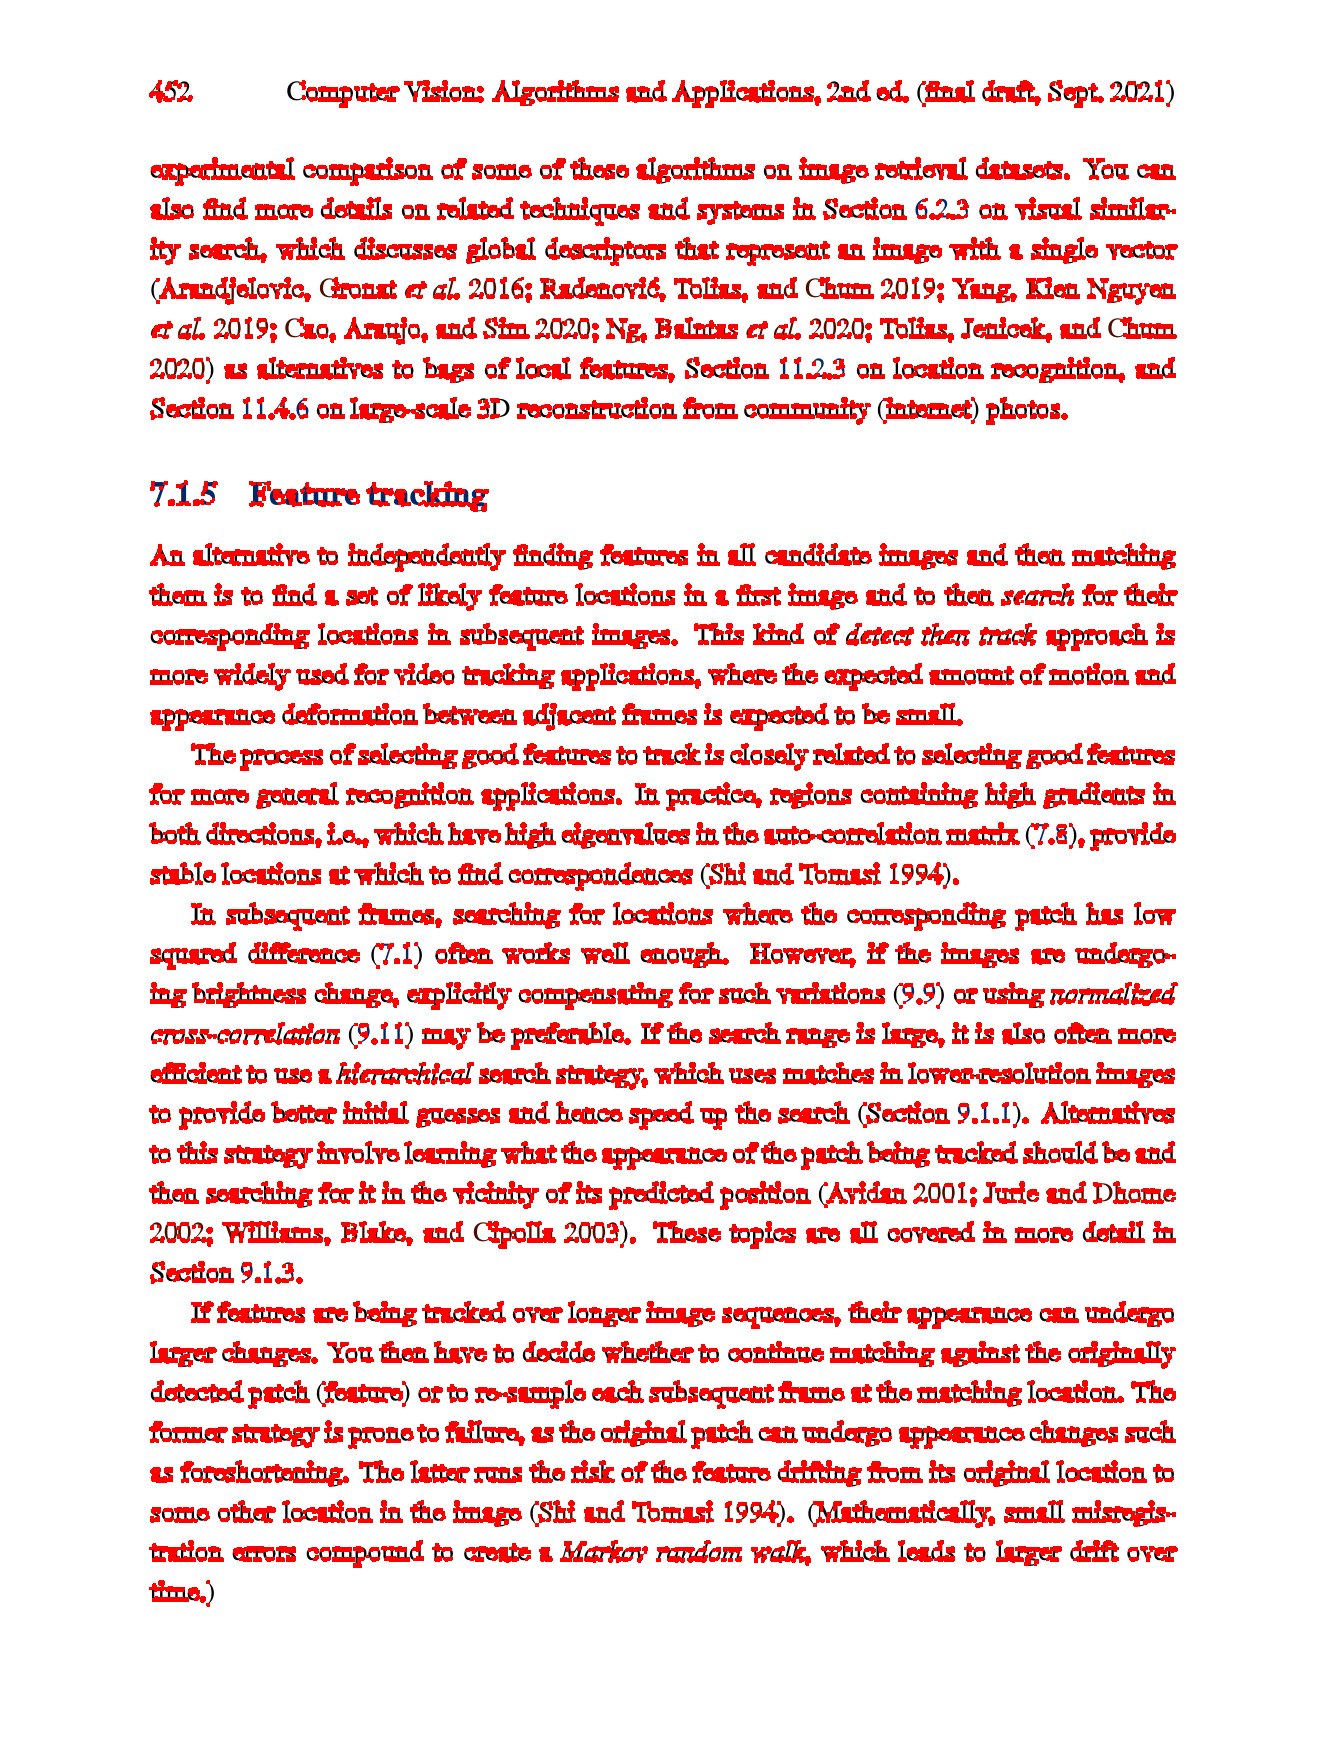 452 Computer Vision: Algorithms and Applications, 2nd ed. (final draft, Sept. 2021)
experimental comparison of some of these algorithms on image retrieval datasets. You can
also find more details on related techniques and systems in Section 6.2.3 on visual similar-
ity search, which discusses global descriptors that represent an image with a single vector
(Arandjelovic, Gronat et al. 2016; Radenović, Tolias, and Chum 2019; Yang, Kien Nguyen
et al. 2019; Cao, Araujo, and Sim 2020; Ng, Balntas et al. 2020; Tolias, Jenicek, and Chum
2020) as alternatives to bags of local features, Section 11.2.3 on location recognition, and
Section 11.4.6 on large-scale 3D reconstruction from community (internet) photos.
7.1.5 Feature tracking
An alternative to independently finding features in all candidate images and then matching
them is to find a set of likely feature locations in a first image and to then search for their
corresponding locations in subsequent images. This kind of detect then track approach is
more widely used for video tracking applications, where the expected amount of motion and
appearance deformation between adjacent frames is expected to be small.
The process of selecting good features to track is closely related to selecting good features
for more general recognition applications. In practice, regions containing high gradients in
both directions, i.e., which have high eigenvalues in the auto-correlation matrix (7.8), provide
stable locations at which to find correspondences (Shi and Tomasi 1994).
In subsequent frames, searching for locations where the corresponding patch has low
squared difference (7.1) often works well enough. However, if the images are undergo-
ing brightness change, explicitly compensating for such variations (9.9) or using normalized
cross-correlation (9.11) may be preferable. If the search range is large, it is also often more
efficient to use a hierarchical search strategy, which uses matches in lower-resolution images
to provide better initial guesses and hence speed up the search (Section 9.1.1). Alternatives
to this strategy involve learning what the appearance of the patch being tracked should be and
then searching for it in the vicinity of its predicted position (Avidan 2001; Jurie and Dhome
2002; Williams, Blake, and Cipolla 2003). These topics are all covered in more detail in
Section 9.1.3.
If features are being tracked over longer image sequences, their appearance can undergo
larger changes. You then have to decide whether to continue matching against the originally
detected patch (feature) or to re-sample each subsequent frame at the matching location. The
former strategy is prone to failure, as the original patch can undergo appearance changes such
as foreshortening. The latter runs the risk of the feature drifting from its original location to
some other location in the image (Shi and Tomasi 1994). (Mathematically, small misregis-
tration errors compound to create a Markov random walk, which leads to larger drift over
time.)